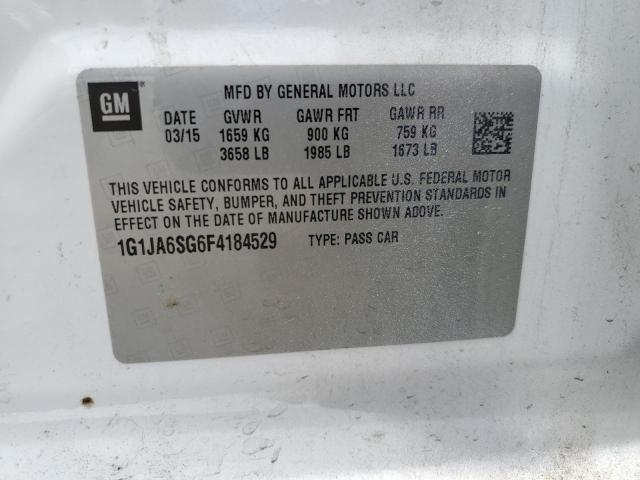 GM
MFD BY GENERAL MOTORS LLC
DATE GVWR GAWR FRT GAWR RR
03/15 1659 KG 900 KG 759 KG
3658 LB 1985 LB 1673 LB
THIS VEHICLE CONFORMS TO ALL APPLICABLE U.S. FEDERAL MOTOR
VEHICLE SAFETY, BUMPER, AND THEFT PREVENTION STANDARDS IN
EFFECT ON THE DATE OF MANUFACTURE SHOWN ABOVE.
1G1JA6SG6F4184529 TYPE: PASS CAR